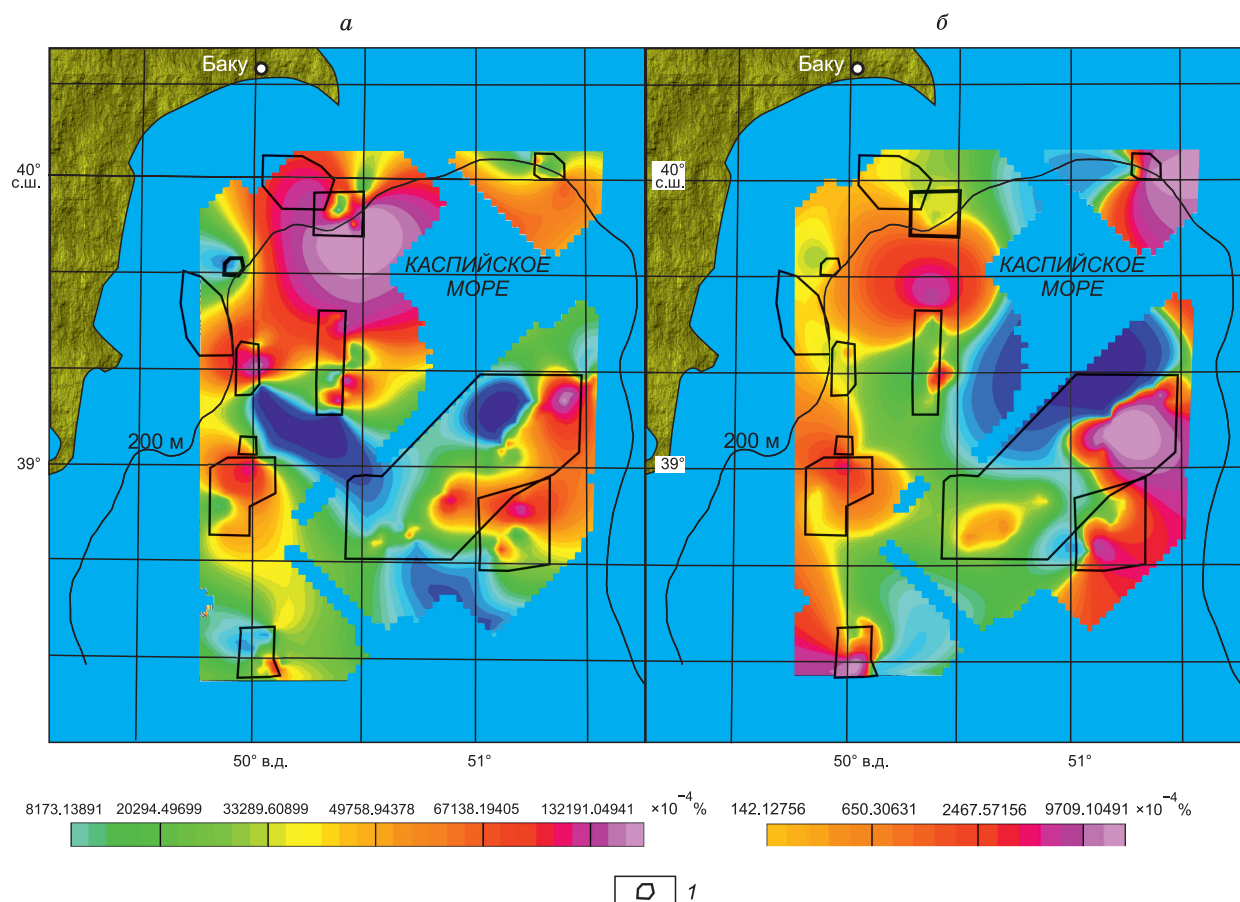 а
б
Баку
Баку
40°
с.ш.
40°
с.ш.
КАСПИЙСКОЕ
МОРЕ
КАСПИЙСКОЕ
МОРЕ
200 м
200 м
39°
39°
50° в.д.
51°
50° в.д.
51°
8173.13891 20294.49699 33289.60899 49758.94378 67138.19405 132191.04941 ×10⁻⁴%
142.12756 650.30631 2467.57156 9709.10491 ×10⁻⁴%
1